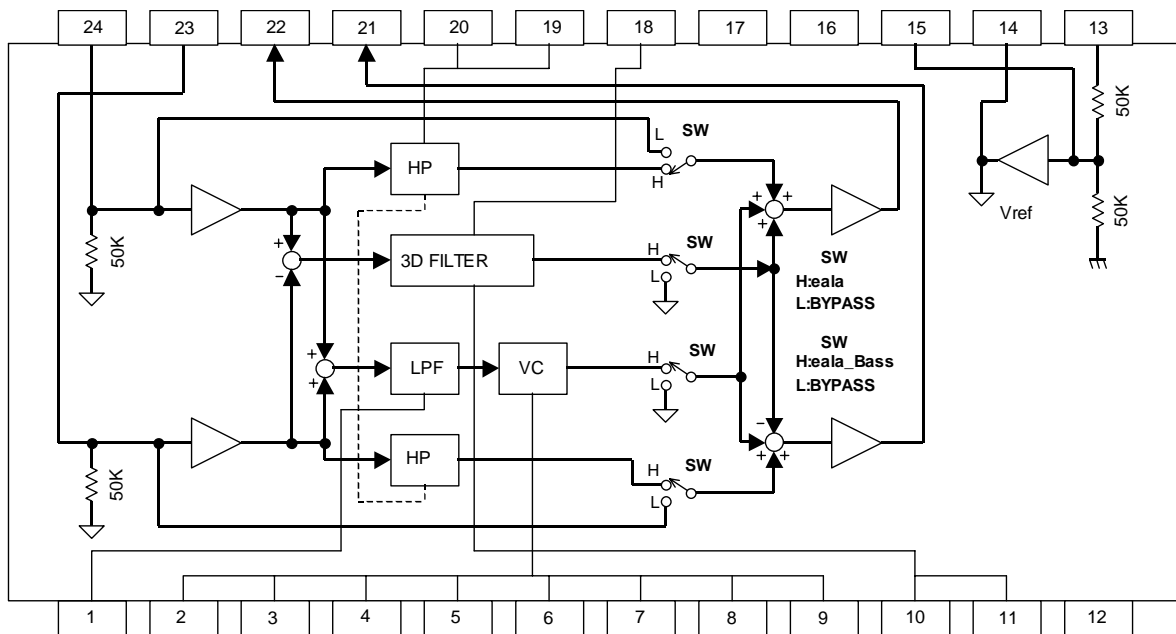 24 23 22 21 20 19 18 17 16 15 14 13
50K
L SW
HP
H
Vref
50K
50K
+ +
+
+
−
3D FILTER
H SW
L
SW
H:eala
L:BYPASS
SW
H:eala_Bass
L:BYPASS
+
+
LPF
VC
H SW
L
HP
−
+ +
H SW
L
50K
1 2 3 4 5 6 7 8 9 10 11 12